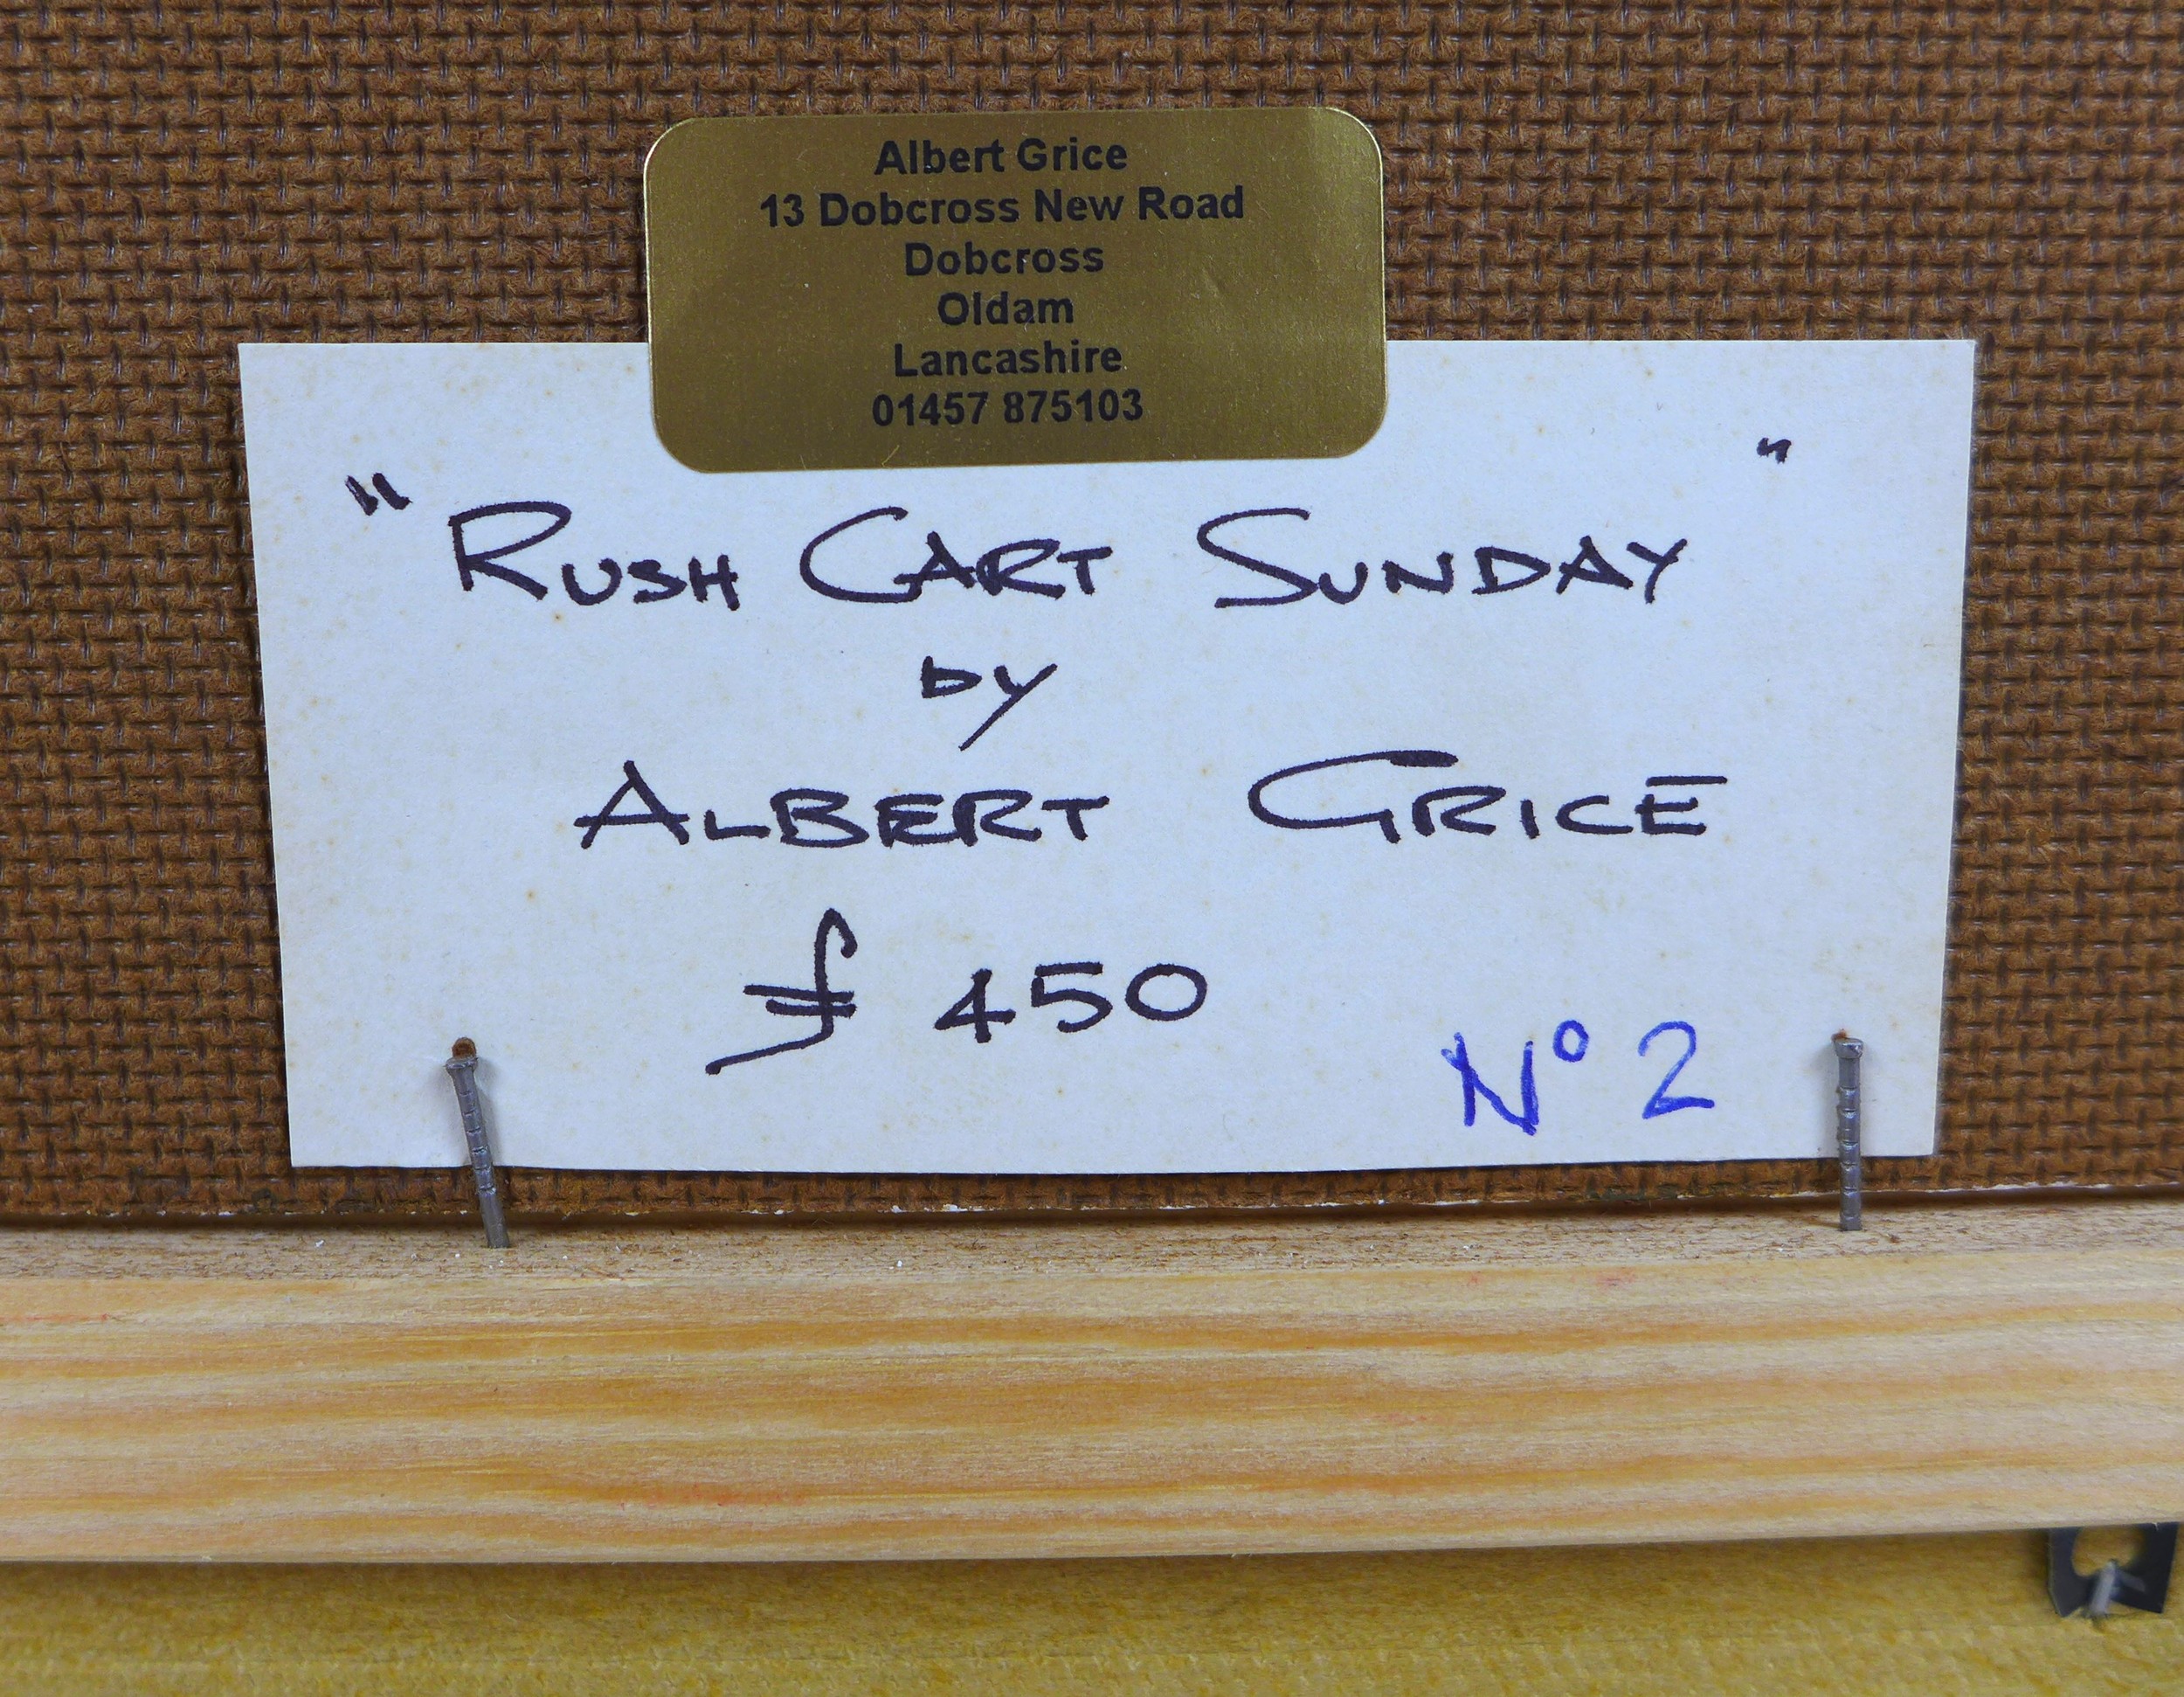 Albert Grice
13 Dobcross New Road
Dobcross
Oldam
Lancashire
01457 875103
"RUSH CART SUNDAY"
by
ALBERT GRICE
£ 450
Nº 2